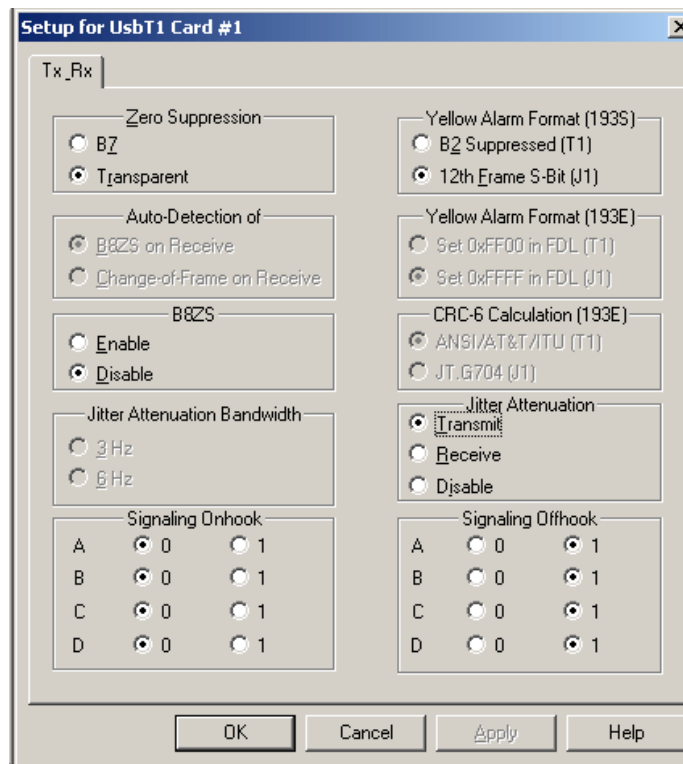 Setup for UsbT1 Card #1
Tx_Rx
Zero Suppression
B7
Transparent
Yellow Alarm Format (193S)
B2 Suppressed (T1)
12th Frame S-Bit (J1)
Auto-Detection of
B8ZS on Receive
Change-of-Frame on Receive
Yellow Alarm Format (193E)
Set 0xFF00 in FDL (T1)
Set 0xFFFF in FDL (J1)
B8ZS
Enable
Disable
CRC-6 Calculation (193E)
ANSI/AT&T/ITU (T1)
JT.G704 (J1)
Jitter Attenuation Bandwidth
3 Hz
6 Hz
Jitter Attenuation
Transmit
Receive
Disable
Signaling Onhook
A 0 1
B 0 1
C 0 1
D 0 1
Signaling Offhook
A 0 1
B 0 1
C 0 1
D 0 1
OK
Cancel
Apply
Help